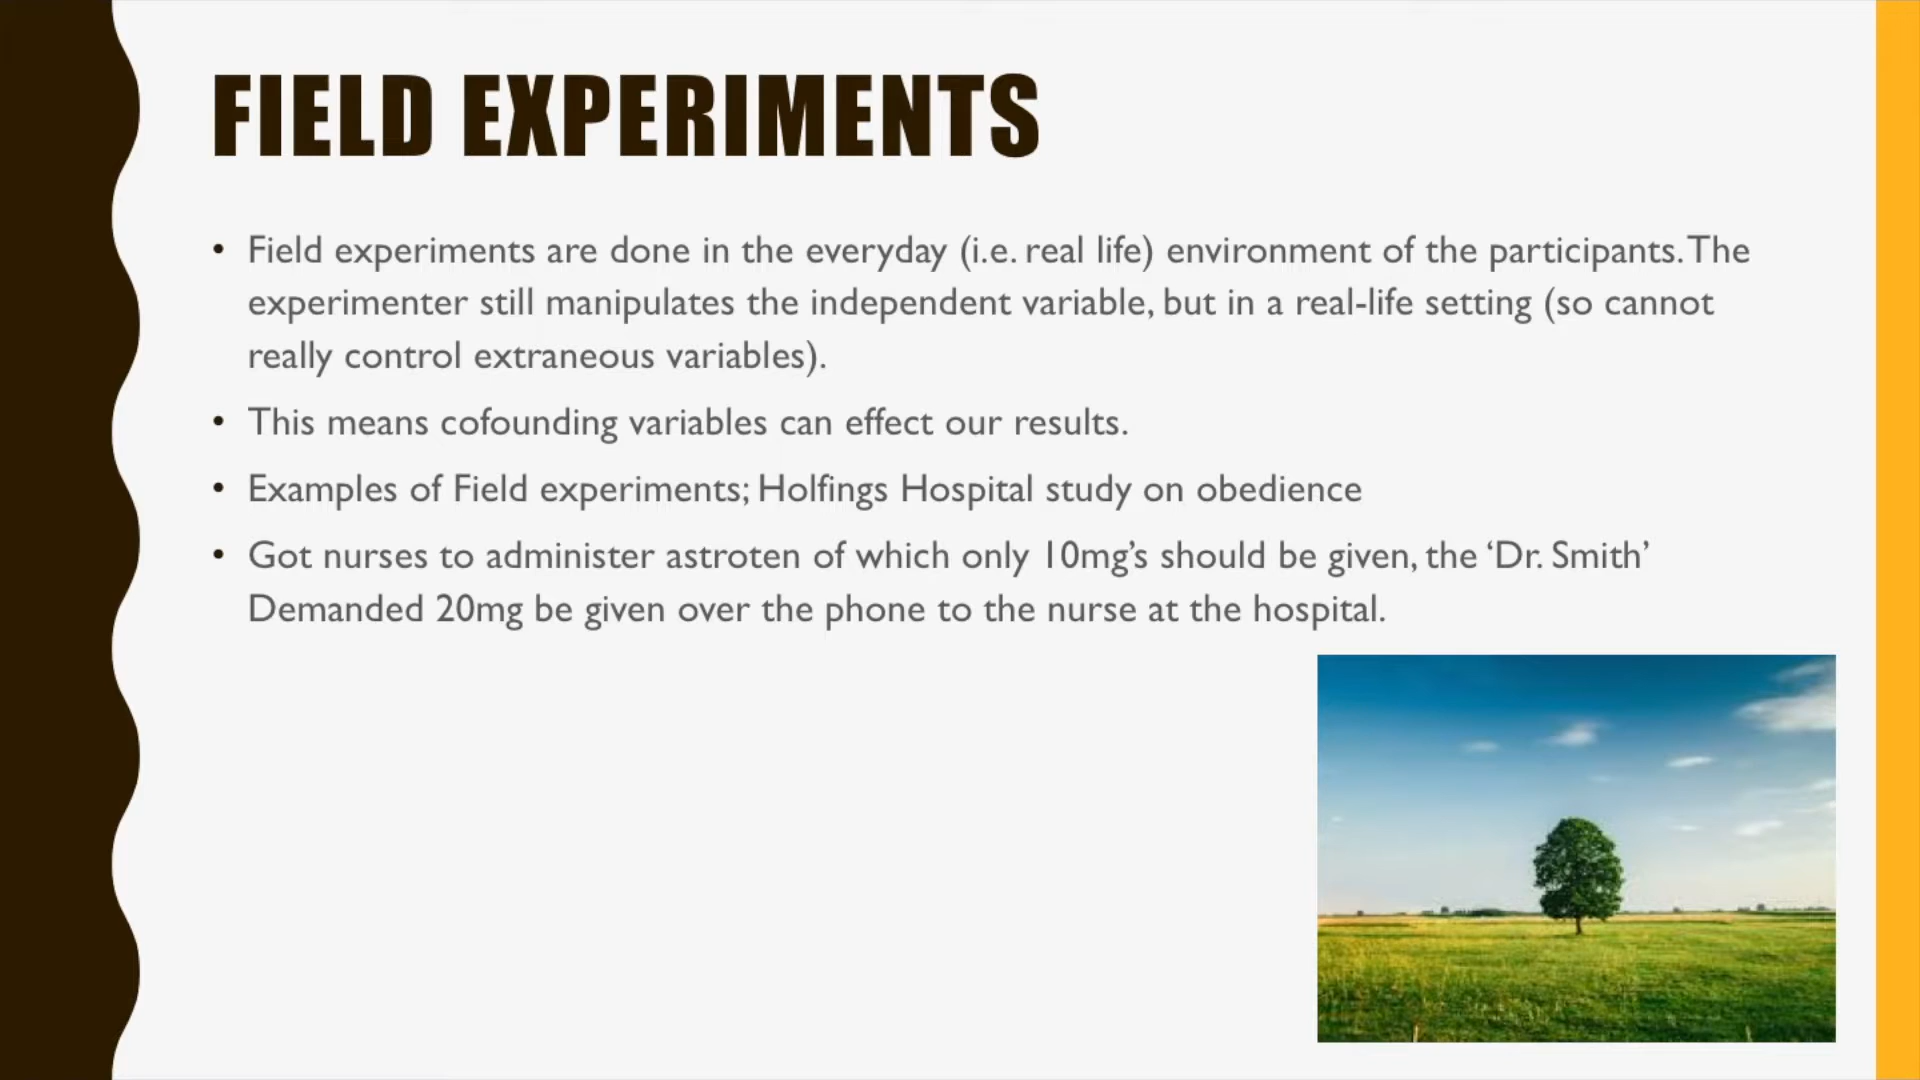 FIELD EXPERIMENTS
• Field experiments are done in the everyday (i.e. real life) environment of the participants. The
experimenter still manipulates the independent variable, but in a real-life setting (so cannot
really control extraneous variables).
• This means cofounding variables can effect our results.
• Examples of Field experiments; Holfings Hospital study on obedience
• Got nurses to administer astroten of which only 10mg’s should be given, the ‘Dr. Smith’
Demanded 20mg be given over the phone to the nurse at the hospital.